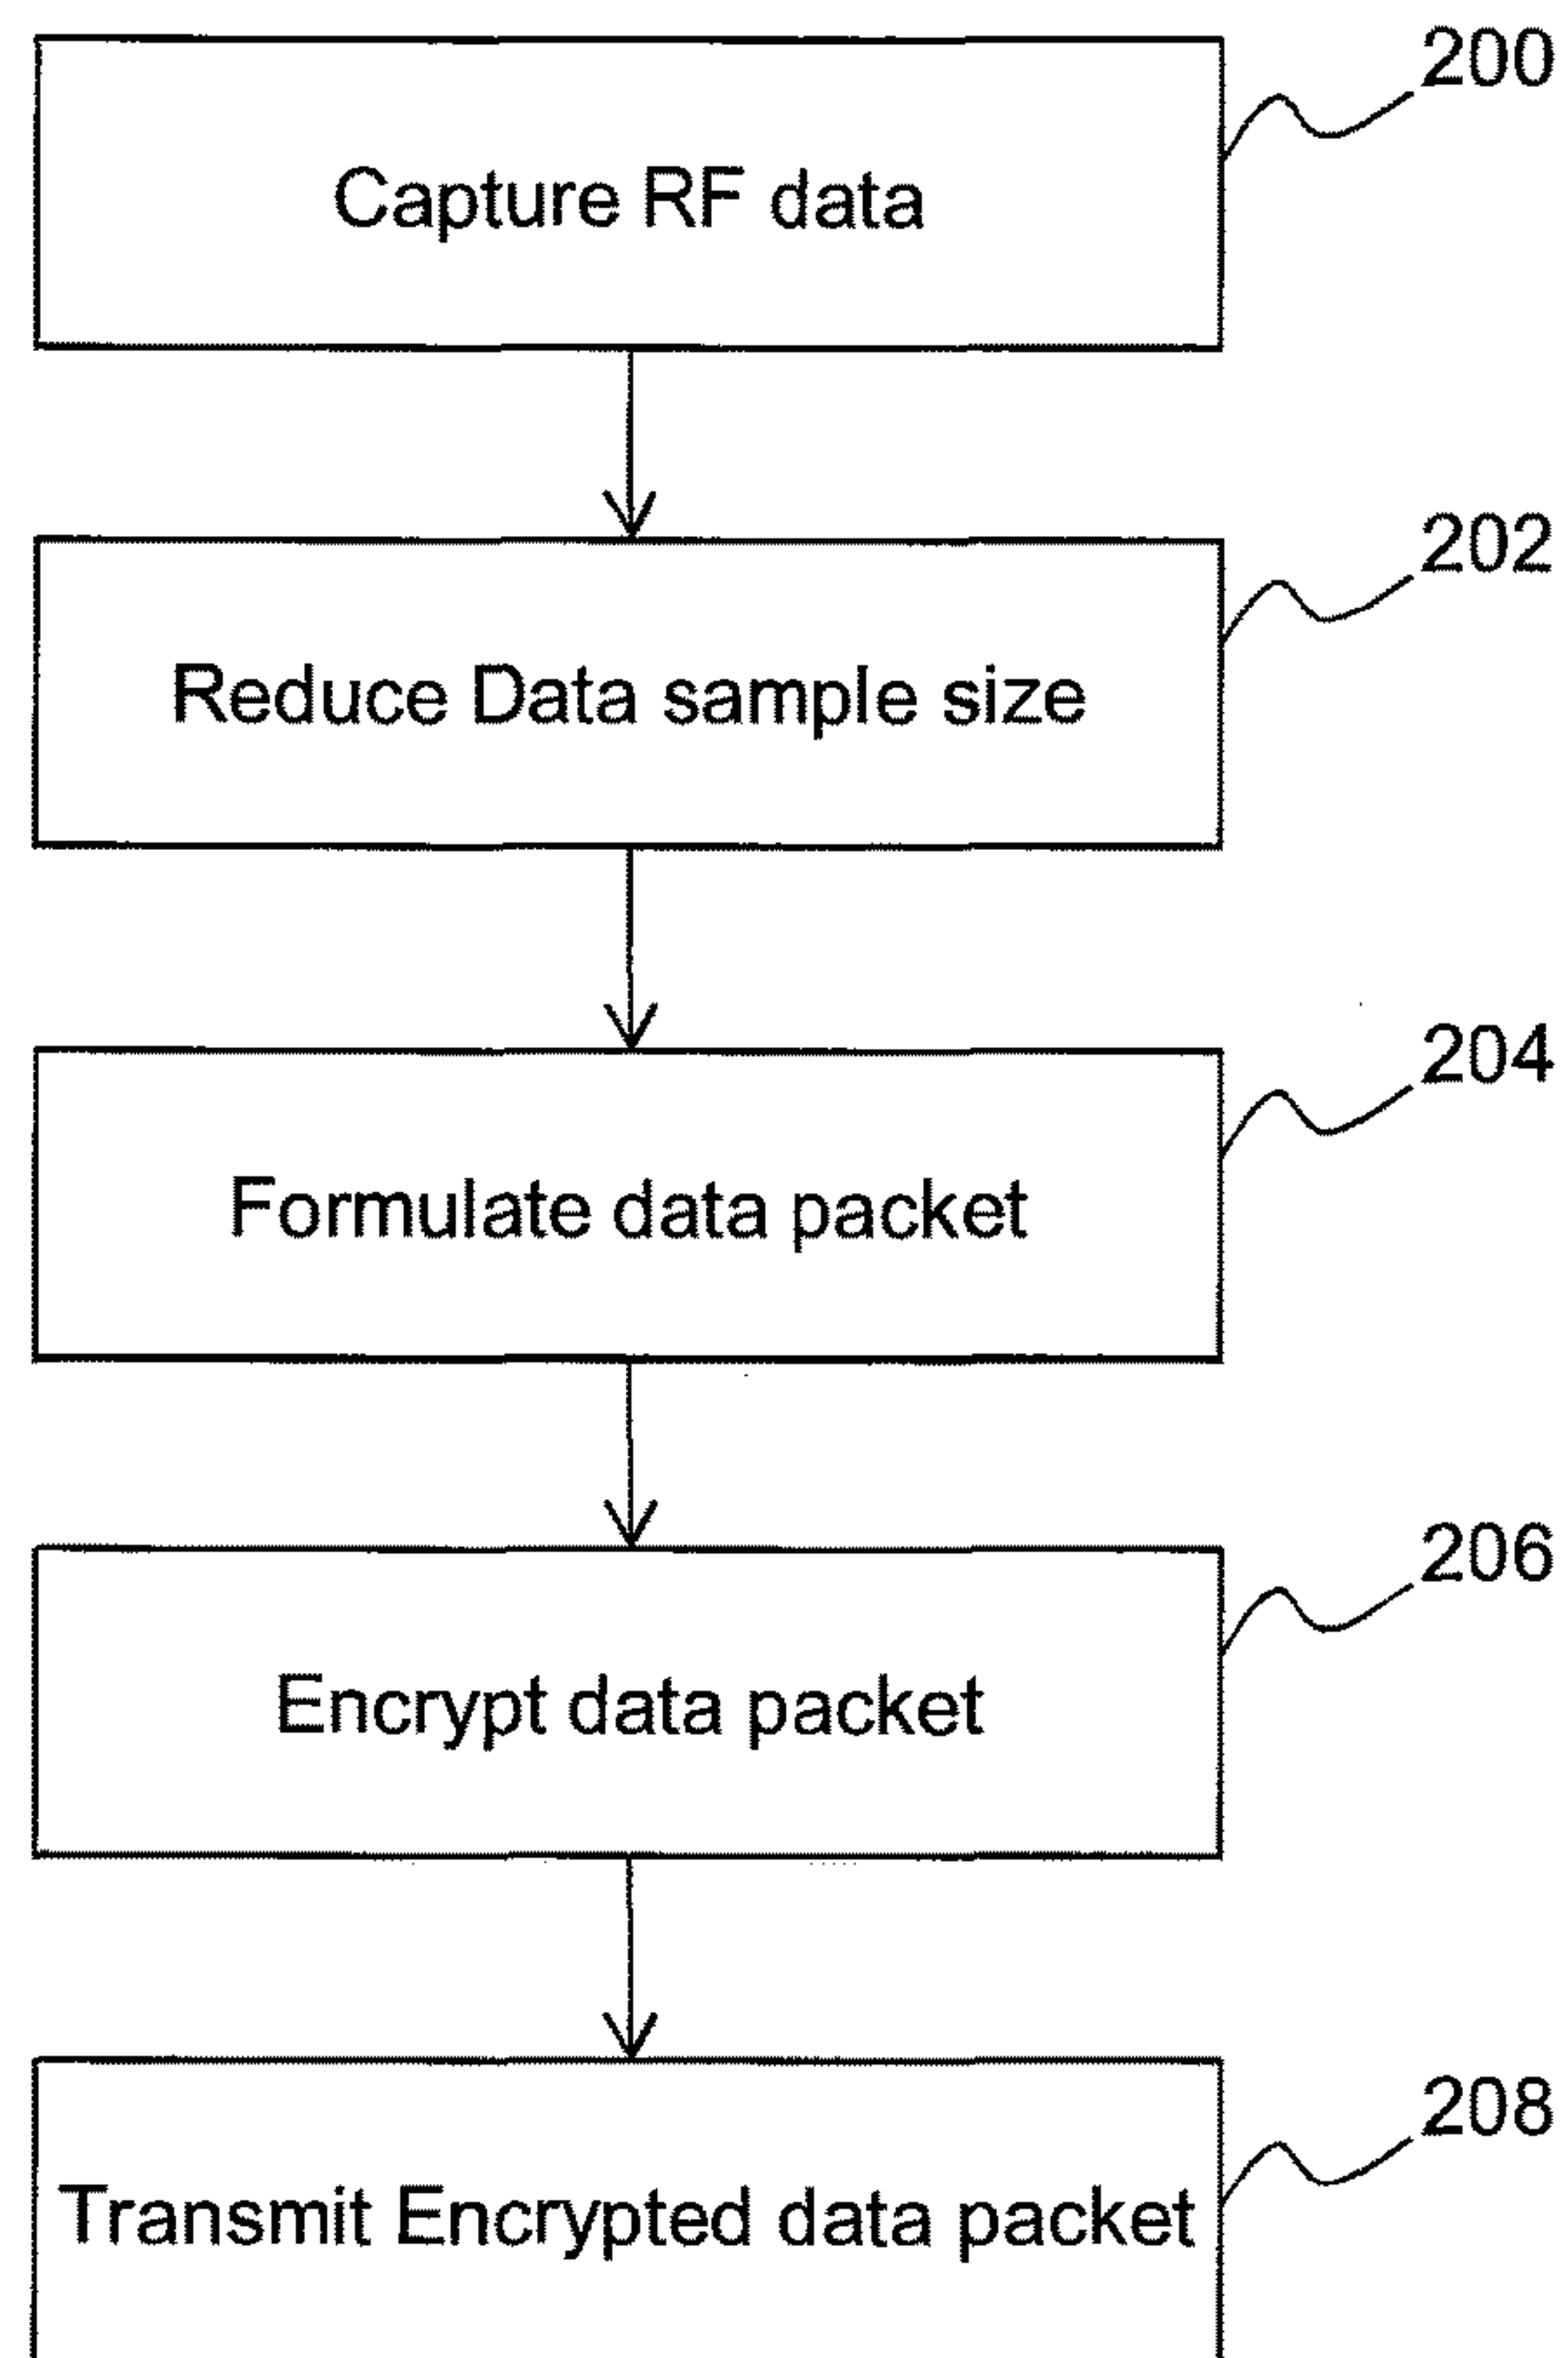 200
Capture RF data
202
Reduce Data sample size
204
Formulate data packet
206
Encrypt data packet
208
Transmit Encrypted data packet